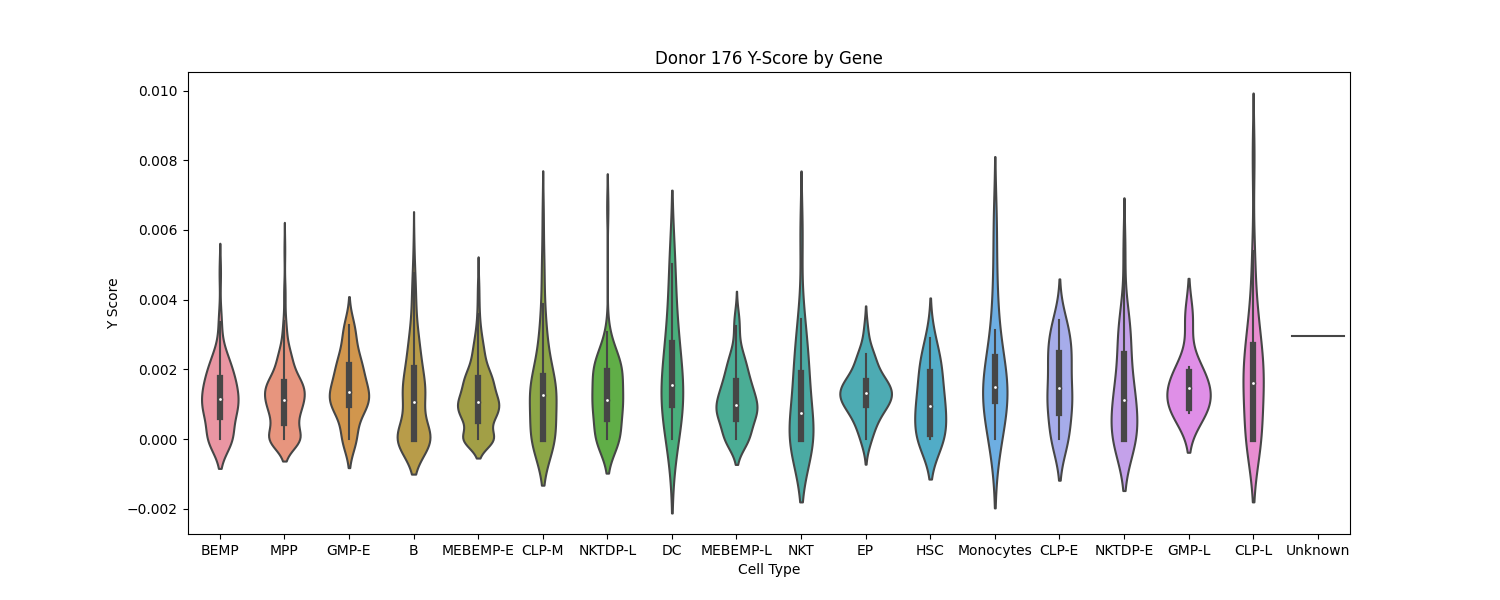 Donor 176 Y-Score by Gene
0.010
0.008
0.006
0.004
0.002
0.000
−0.002
Y Score
BEMP MPP GMP-E B MEBEMP-E CLP-M NKTDP-L DC MEBEMP-L NKT EP HSC Monocytes CLP-E NKTDP-E GMP-L CLP-L Unknown
Cell Type